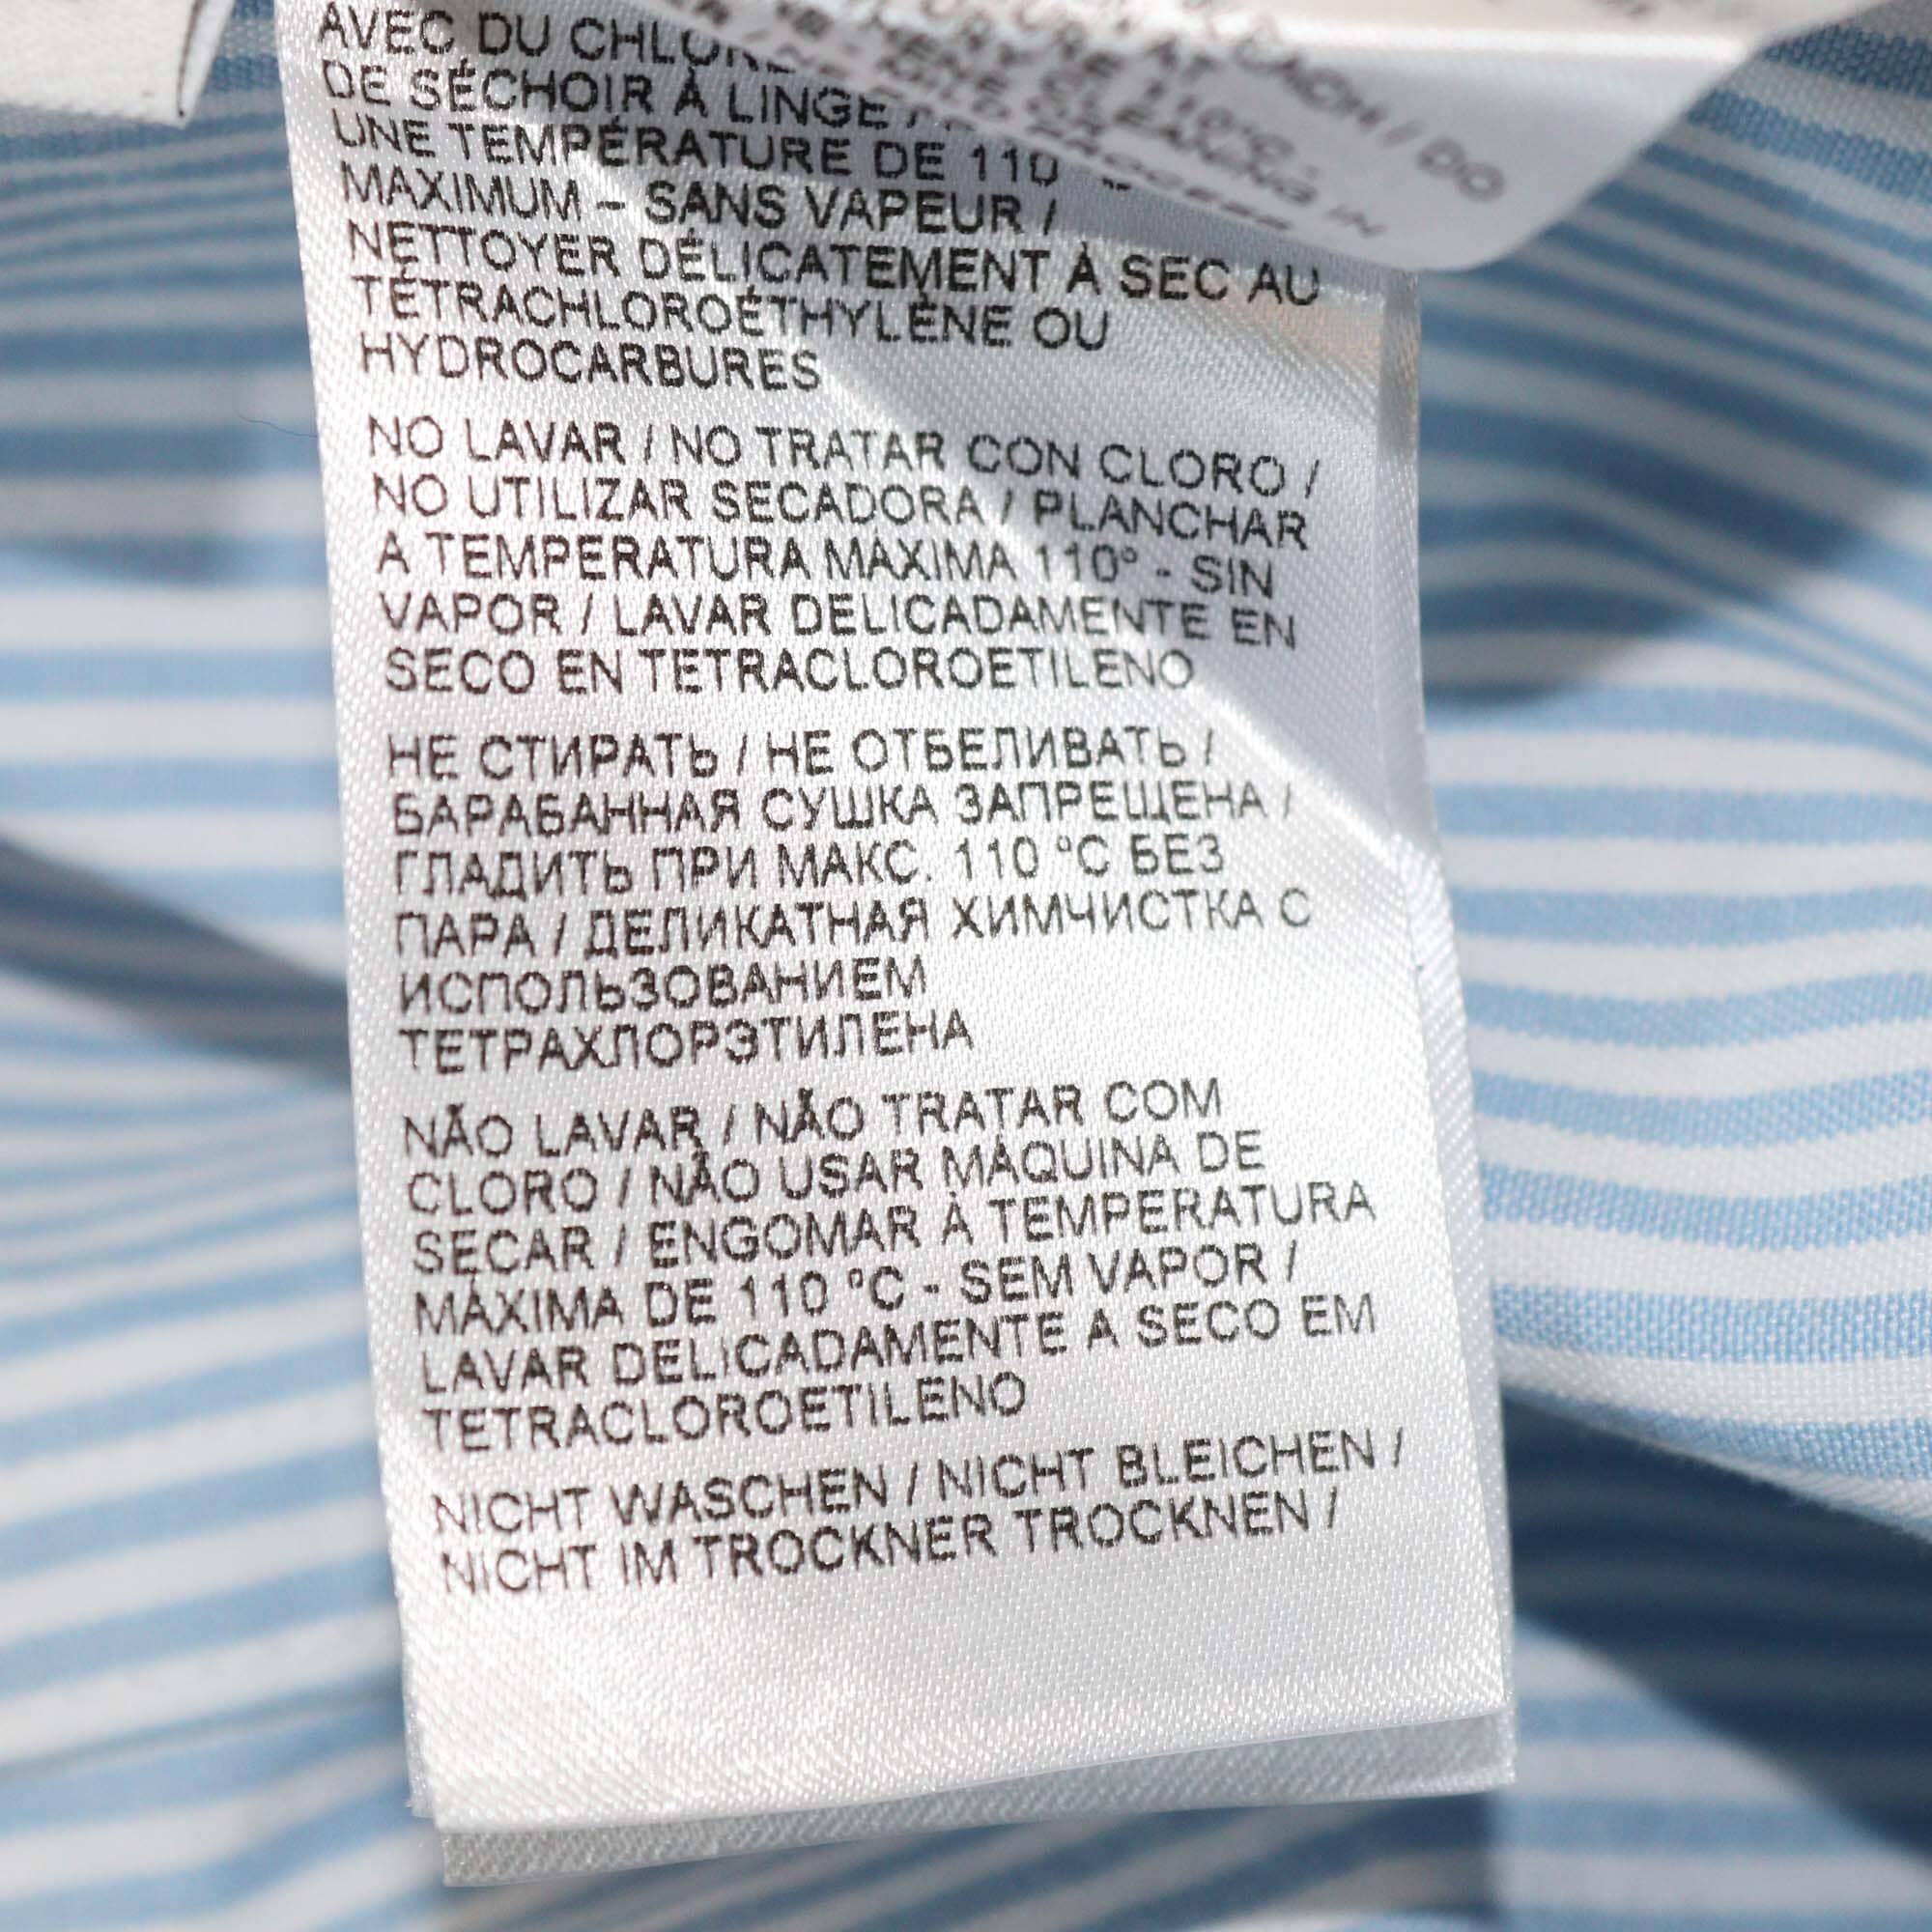 AVEC DU
DE SÉCHOIR À LINGE
UNE TEMPÉRATURE DE 110
MAXIMUM – SANS VAPEUR /
NETTOYER DÉLICATEMENT À SEC AU
TÉTRACHLOROÉTHYLÈNE OU
HYDROCARBURES
NO LAVAR / NO TRATAR CON CLORO /
NO UTILIZAR SECADORA / PLANCHAR
A TEMPERATURA MÁXIMA 110° - SIN
VAPOR / LAVAR DELICADAMENTE EN
SECO EN TETRACLOROETILENO
НЕ СТИРАТЬ / НЕ ОТБЕЛИВАТЬ /
БАРАБАННАЯ СУШКА ЗАПРЕЩЕНА /
ГЛАДИТЬ ПРИ МАКС. 110 °C БЕЗ
ПАРА / ДЕЛИКАТНАЯ ХИМЧИСТКА С
ИСПОЛЬЗОВАНИЕМ
ТЕТРАХЛОРЭТИЛЕНА
NÃO LAVAR / NÃO TRATAR COM
CLORO / NÃO USAR MÁQUINA DE
SECAR / ENGOMAR À TEMPERATURA
MÁXIMA DE 110 °C - SEM VAPOR /
LAVAR DELICADAMENTE A SECO EM
TETRACLOROETILENO
NICHT WASCHEN / NICHT BLEICHEN /
NICHT IM TROCKNER TROCKNEN /